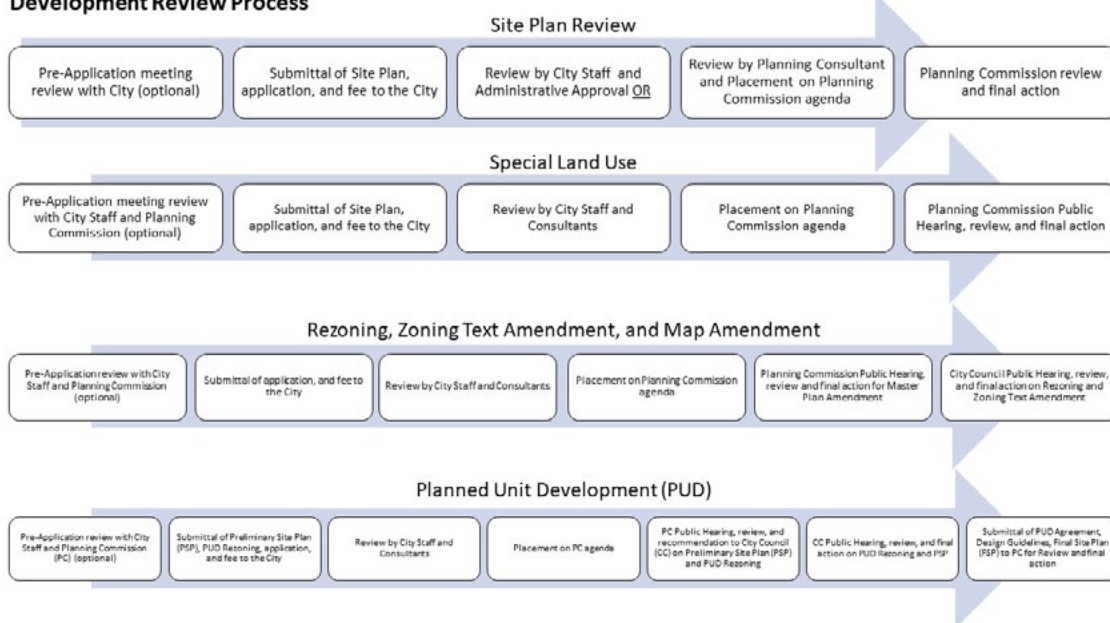 Development Review Process
Site Plan Review
Pre-Application meeting
review with City (optional)
Submittal of Site Plan,
application, and fee to the City
Review by City Staff and
Administrative Approval OR
Review by Planning Consultant
and Placement on Planning
Commission agenda
Planning Commission review
and final action
Special Land Use
Pre-Application meeting review
with City Staff and Planning
Commission (optional)
Submittal of Site Plan,
application, and fee to the City
Review by City Staff and
Consultants
Placement on Planning
Commission agenda
Planning Commission Public
Hearing, review, and final action
Rezoning, Zoning Text Amendment, and Map Amendment
Pre-Application review with City
Staff and Planning Commission
(optional)
Submittal of application, and fee to
the City
Review by City Staff and Consultants
Placement on Planning Commission
agenda
Planning Commission Public Hearing,
review and final action for Master
Plan Amendment
City Council Public Hearing, review,
and final action on Rezoning and
Zoning Text Amendment
Planned Unit Development (PUD)
Pre-Application review with City
Staff and Planning Commission
(PC) (optional)
Submittal of Preliminary Site Plan
(PSP), PUD Rezoning, application,
and fee to the City
Review by City Staff and
Consultants
Placement on PC agenda
PC Public Hearing, review, and
recommendation to City Council
(CC) on Preliminary Site Plan (PSP)
and PUD Rezoning
CC Public Hearing, review, and final
action on PUD Rezoning and PSP
Submittal of PUD Agreement,
Design Guidelines, Final Site Plan
(FSP) to PC for Review and final
action